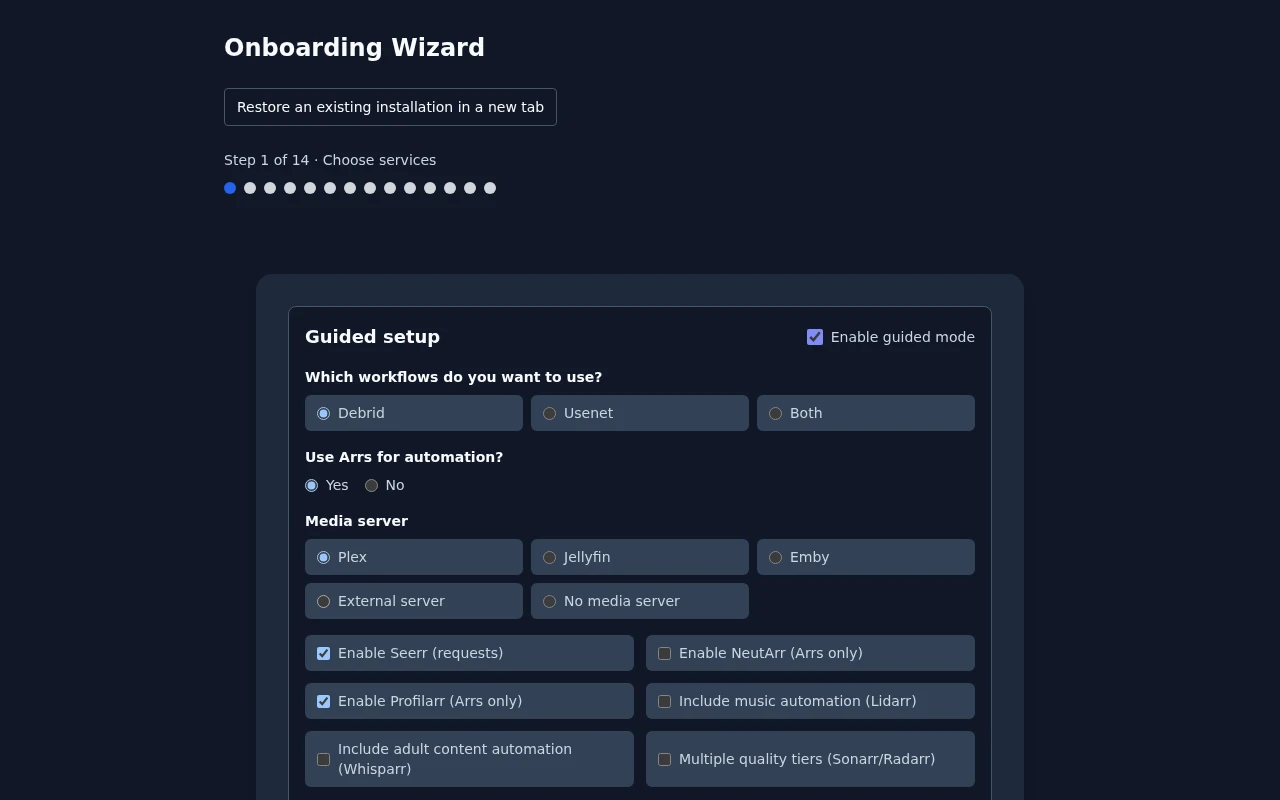 Onboarding Wizard
Restore an existing installation in a new tab
Step 1 of 14 · Choose services
Guided setup
Enable guided mode
Which workflows do you want to use?
Debrid
Usenet
Both
Use Arrs for automation?
Yes
No
Media server
Plex
Jellyfin
Emby
External server
No media server
Enable Seerr (requests)
Enable NeutArr (Arrs only)
Enable Profilarr (Arrs only)
Include music automation (Lidarr)
Include adult content automation
(Whisparr)
Multiple quality tiers (Sonarr/Radarr)